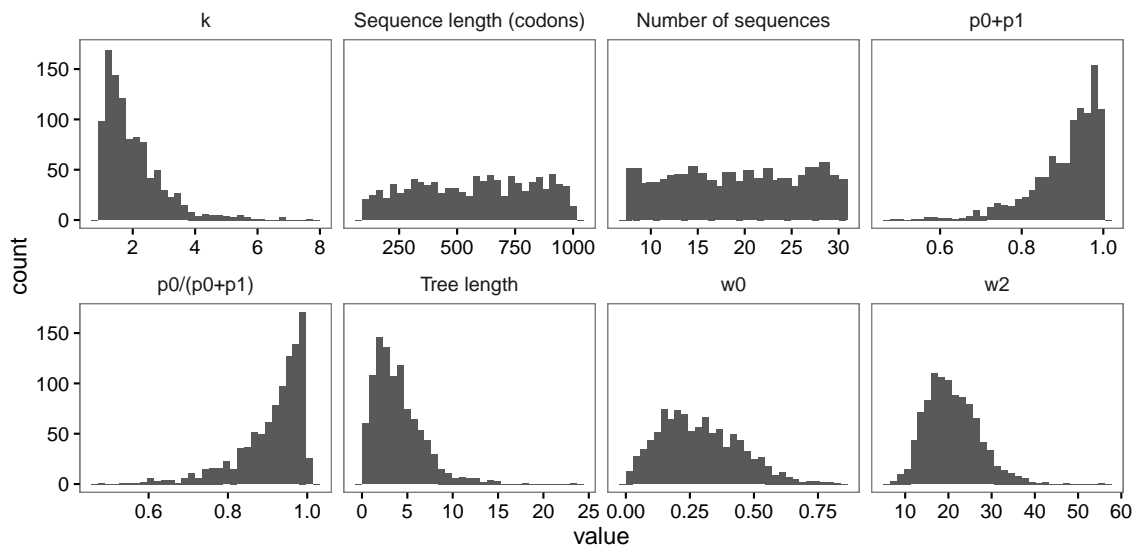 k Sequence length (codons) Number of sequences p0+p1
150
100
50
0
2 4 6 8 250 500 750 1000 10 15 20 25 30 0.6 0.8 1.0
count
p0/(p0+p1) Tree length w0 w2
150
100
50
0
0.6 0.8 1.0 0 5 10 15 20 25 0.00 0.25 0.50 0.75 10 20 30 40 50 60
value